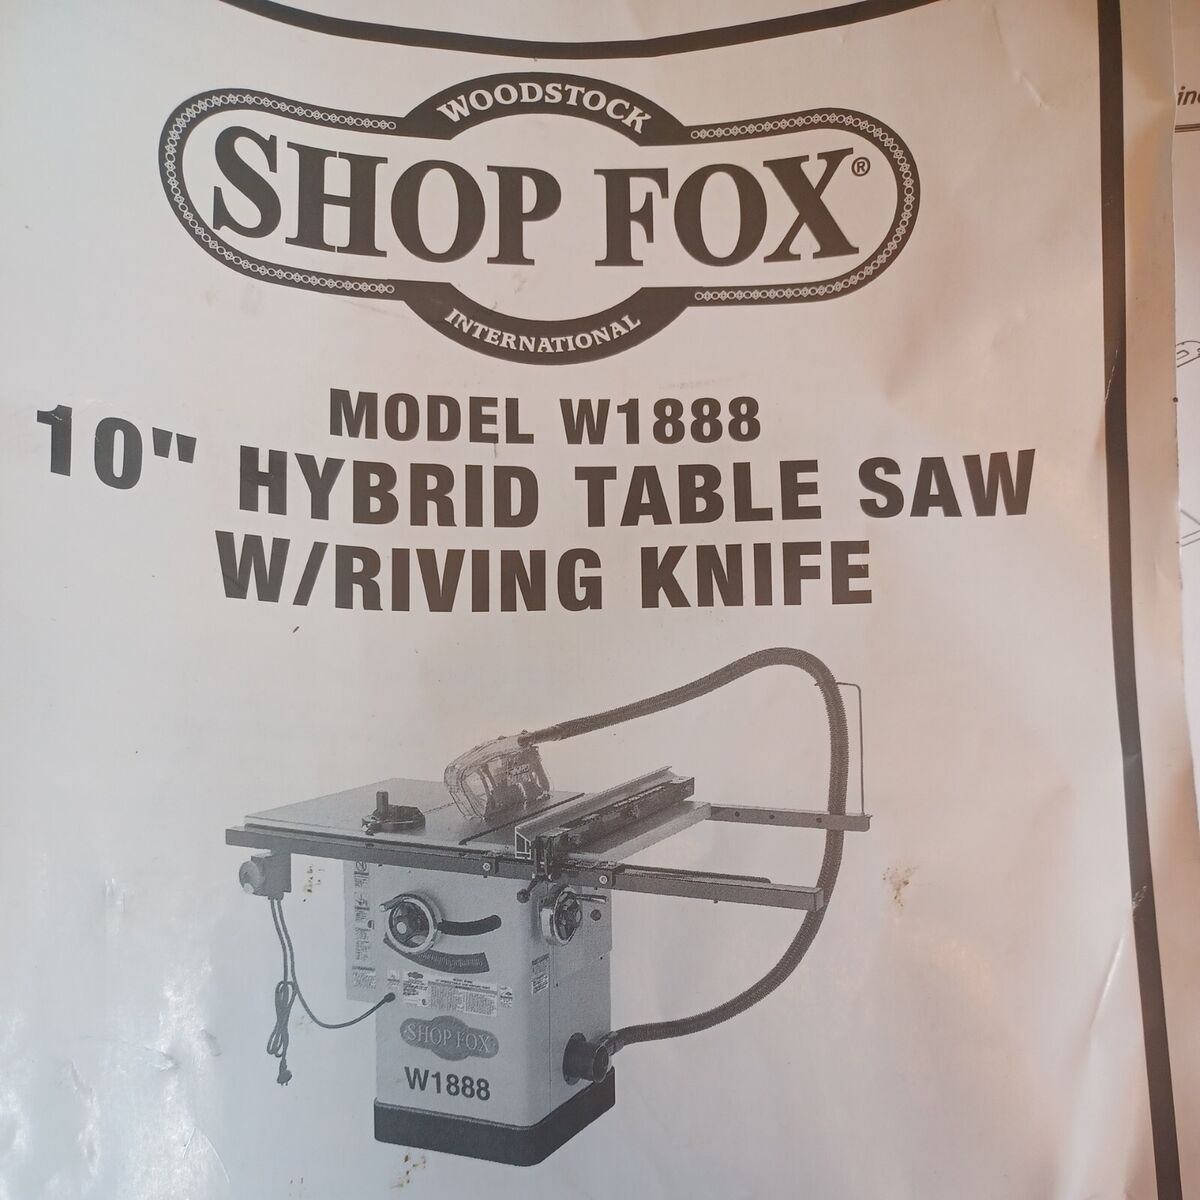 WOODSTOCK
SHOP FOX®
INTERNATIONAL
MODEL W1888
10" HYBRID TABLE SAW
W/RIVING KNIFE
SHOP FOX
W1888